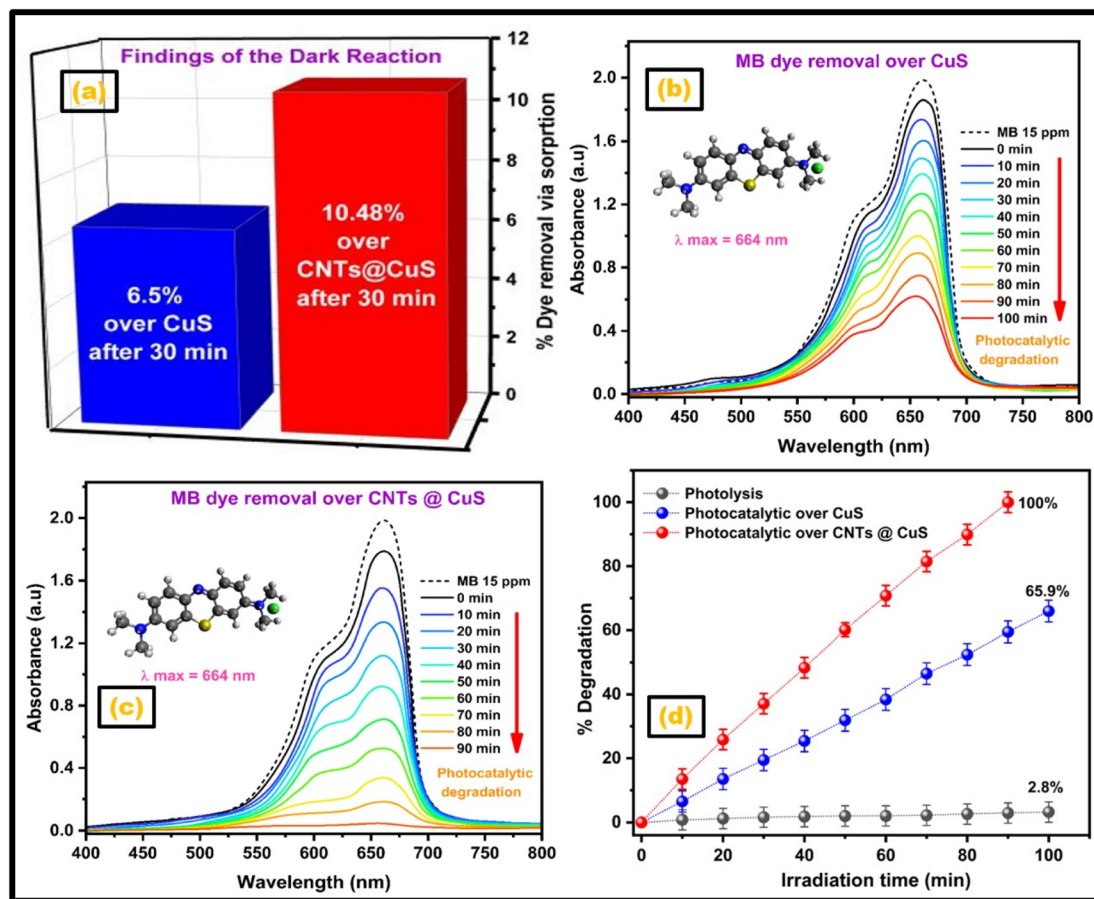 Findings of the Dark Reaction
(a)
6.5%
over CuS
after 30 min
10.48%
over
CNTs@CuS
after 30 min
12
10
8
6
4
2
0
% Dye removal via sorption
MB dye removal over CuS
(b)
λ max = 664 nm
MB 15 ppm
0 min
10 min
20 min
30 min
40 min
50 min
60 min
70 min
80 min
90 min
100 min
Photocatalytic
degradation
2.0
1.6
1.2
0.8
0.4
0.0
Absorbance (a.u)
400 450 500 550 600 650 700 750 800
Wavelength (nm)
MB dye removal over CNTs @ CuS
λ max = 664 nm
(c)
MB 15 ppm
0 min
10 min
20 min
30 min
40 min
50 min
60 min
70 min
80 min
90 min
Photocatalytic
degradation
2.0
1.6
1.2
0.8
0.4
0.0
Absorbance (a.u)
400 450 500 550 600 650 700 750 800
Wavelength (nm)
Photolysis
Photocatalytic over CuS
Photocatalytic over CNTs @ CuS
100%
65.9%
(d)
2.8%
100
80
60
40
20
0
% Degradation
0 20 40 60 80 100
Irradiation time (min)